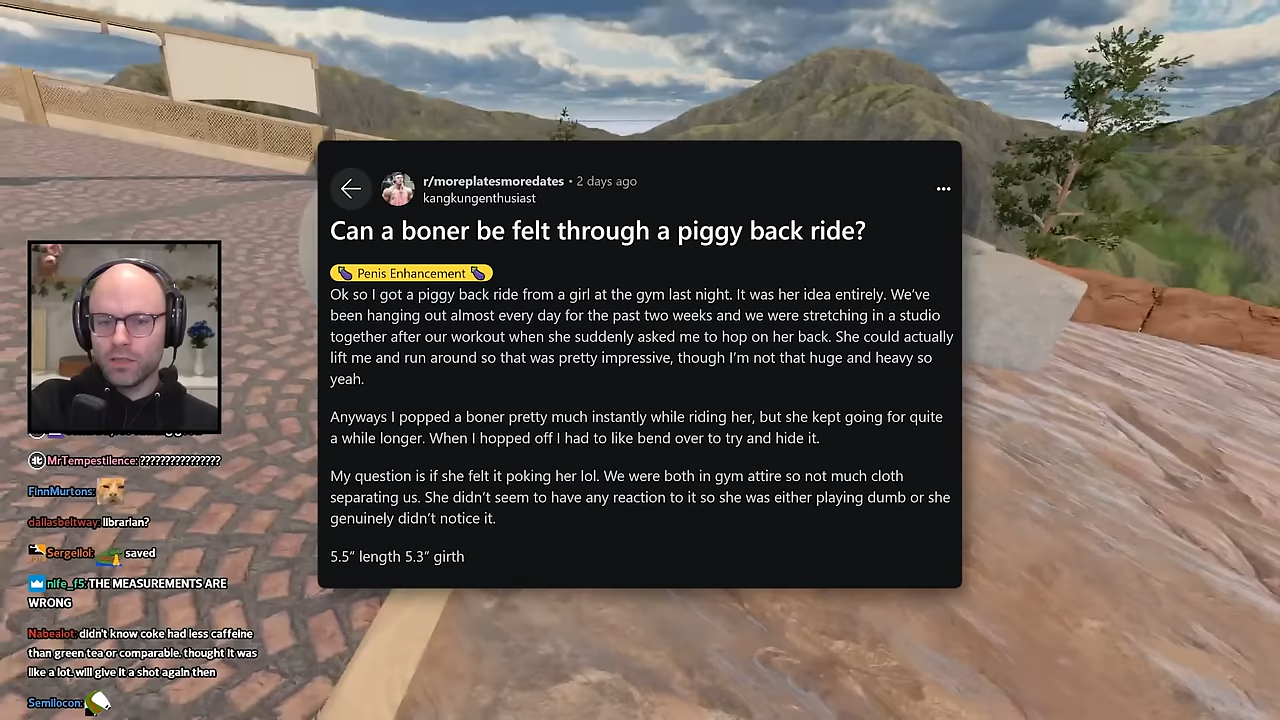 r/moreplatesmoredates • 2 days ago
kangkungenthusiast
Can a boner be felt through a piggy back ride?
Penis Enhancement
Ok so I got a piggy back ride from a girl at the gym last night. It was her idea entirely. We’ve
been hanging out almost every day for the past two weeks and we were stretching in a studio
together after our workout when she suddenly asked me to hop on her back. She could actually
lift me and run around so that was pretty impressive, though I’m not that huge and heavy so
yeah.
Anyways I popped a boner pretty much instantly while riding her, but she kept going for quite
a while longer. When I hopped off I had to like bend over to try and hide it.
My question is if she felt it poking her lol. We were both in gym attire so not much cloth
separating us. She didn’t seem to have any reaction to it so she was either playing dumb or she
genuinely didn’t notice it.
5.5” length 5.3” girth
MrTempestilence: ???????????????
FinnMurtons:
dallasbeltway: librarian?
Sergellol: saved
nife_f5: THE MEASUREMENTS ARE
WRONG
Nabealot: didn't know coke had less caffeine
than green tea or comparable. thought it was
like a lot. will give it a shot again then
Semilocon: